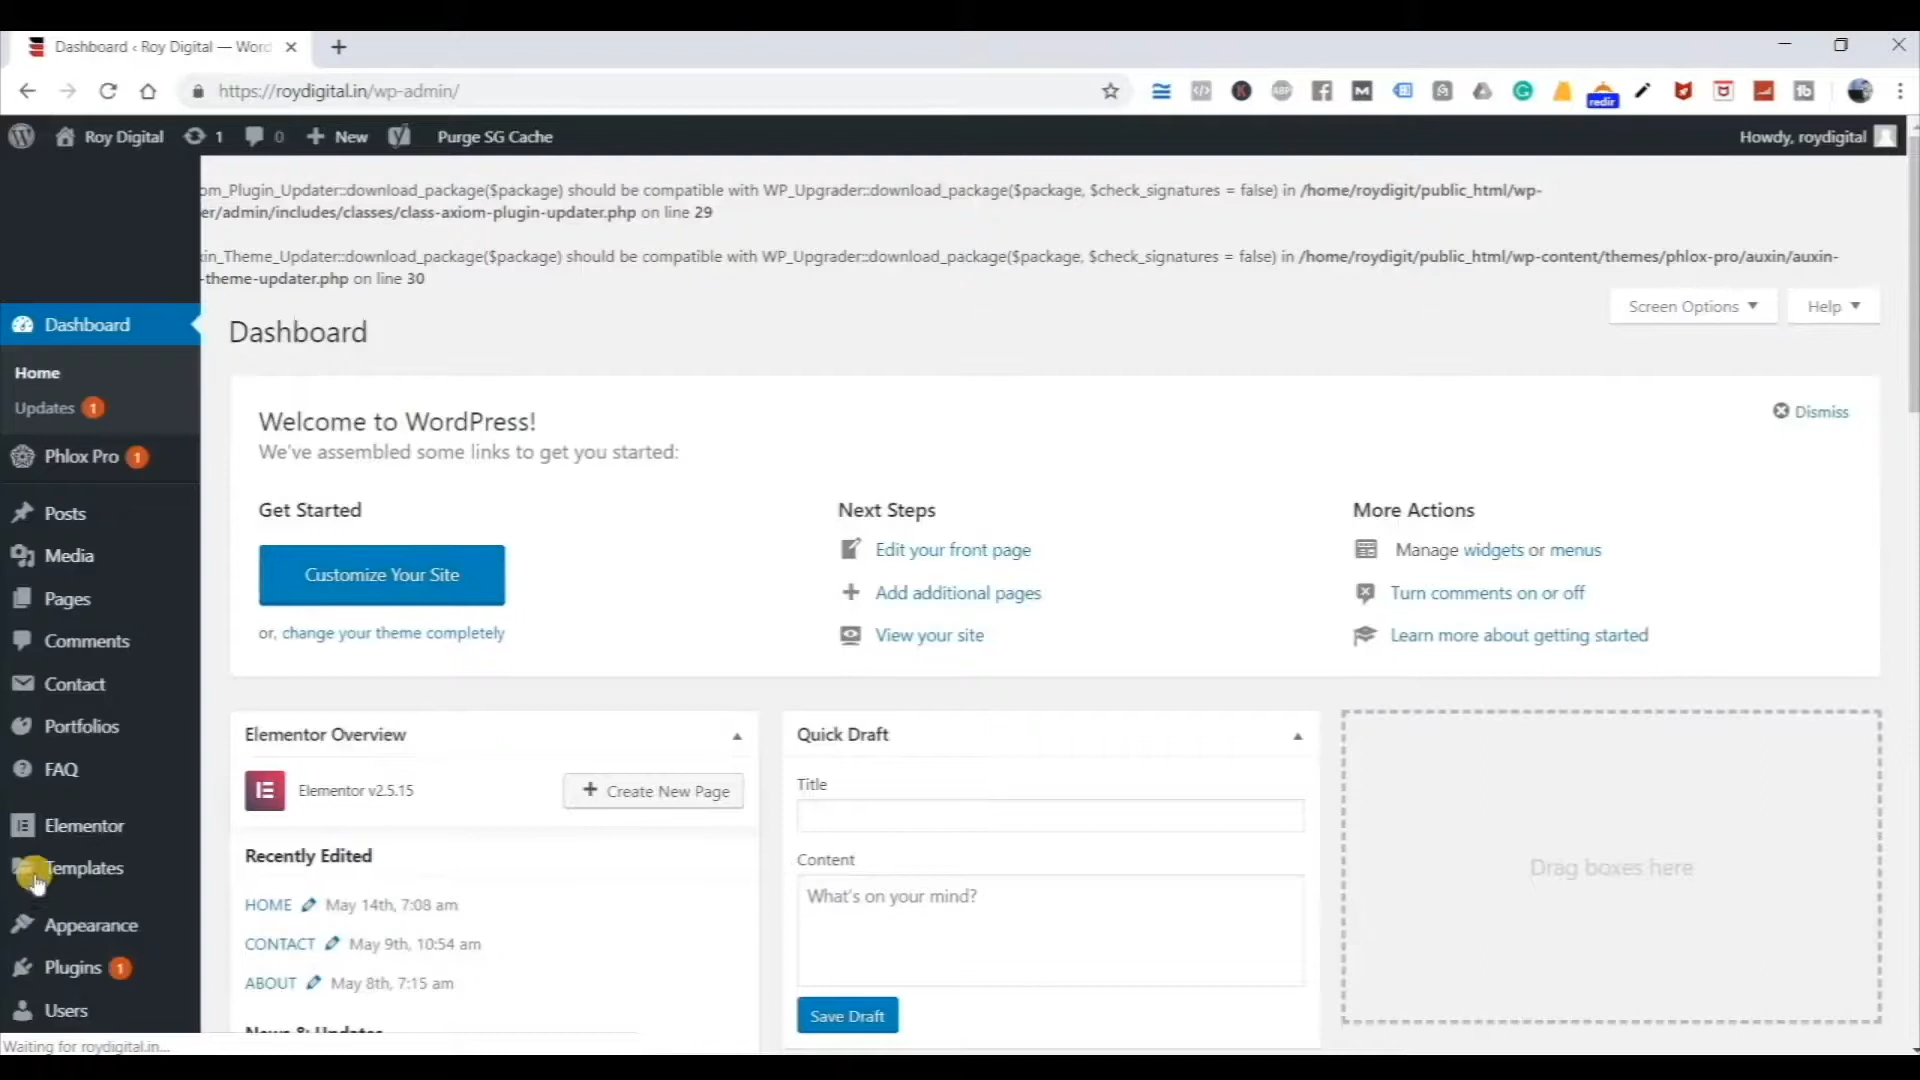 Dashboard ‹ Roy Digital — Word
https://roydigital.in/wp-admin/
redir
Roy Digital 1 0 New Purge SG Cache Howdy, roydigital
om_Plugin_Updater::download_package($package) should be compatible with WP_Upgrader::download_package($package, $check_signatures = false) in /home/roydigit/public_html/wp-
er/admin/includes/classes/class-axiom-plugin-updater.php on line 29
in_Theme_Updater::download_package($package) should be compatible with WP_Upgrader::download_package($package, $check_signatures = false) in /home/roydigit/public_html/wp-content/themes/phlox-pro/auxin/auxin-
-theme-updater.php on line 30
Screen Options
Help
Dashboard
Home
Updates 1
Phlox Pro 1
Posts
Media
Pages
Comments
Contact
Portfolios
FAQ
Elementor
Templates
Appearance
Plugins 1
Users
Waiting for roydigital.in...
Dashboard
Welcome to WordPress!
We've assembled some links to get you started:
Dismiss
Get Started
Customize Your Site
or, change your theme completely
Next Steps
Edit your front page
Add additional pages
View your site
More Actions
Manage widgets or menus
Turn comments on or off
Learn more about getting started
Elementor Overview
Elementor v2.5.15
Create New Page
Recently Edited
HOME May 14th, 7:08 am
CONTACT May 9th, 10:54 am
ABOUT May 8th, 7:15 am
News & Updates
Quick Draft
Title
Content
What's on your mind?
Save Draft
Drag boxes here